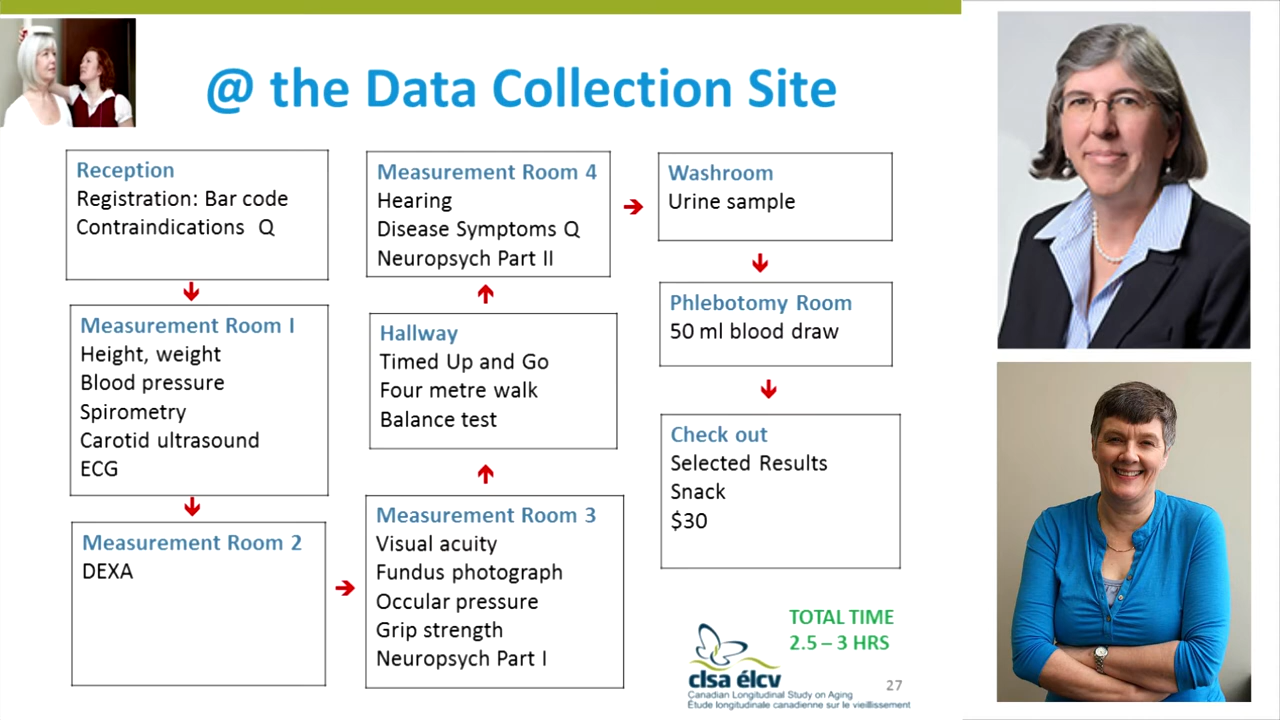 @ the Data Collection Site
Reception
Registration: Bar code
Contraindications Q
Measurement Room 1
Height, weight
Blood pressure
Spirometry
Carotid ultrasound
ECG
Measurement Room 2
DEXA
Measurement Room 3
Visual acuity
Fundus photograph
Occular pressure
Grip strength
Neuropsych Part I
Hallway
Timed Up and Go
Four metre walk
Balance test
Measurement Room 4
Hearing
Disease Symptoms Q
Neuropsych Part II
Washroom
Urine sample
Phlebotomy Room
50 ml blood draw
Check out
Selected Results
Snack
$30
TOTAL TIME
2.5 – 3 HRS
clsa élcv
Canadian Longitudinal Study on Aging
Étude longitudinale canadienne sur le vieillissement
27